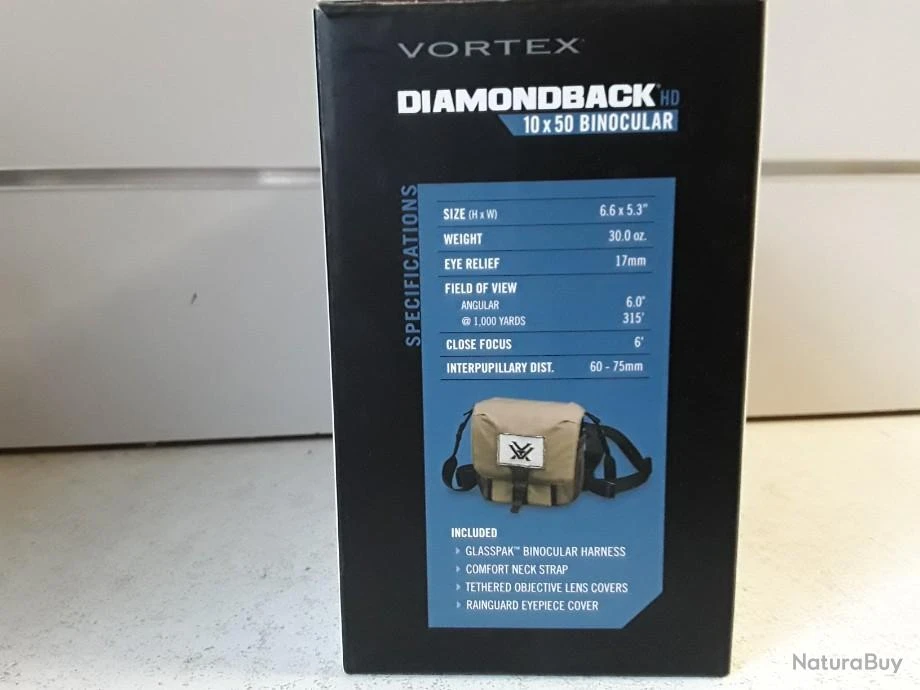 VORTEX
DIAMONDBACK HD
10 x 50 BINOCULAR
SPECIFICATIONS
SIZE (H x W) 6.6 x 5.3"
WEIGHT 30.0 oz.
EYE RELIEF 17mm
FIELD OF VIEW
ANGULAR 6.0°
@ 1,000 YARDS 315'
CLOSE FOCUS 6'
INTERPUPILLARY DIST. 60 - 75mm
INCLUDED
GLASSPAK™ BINOCULAR HARNESS
COMFORT NECK STRAP
TETHERED OBJECTIVE LENS COVERS
RAINGUARD EYEPIECE COVER
NaturaBuy